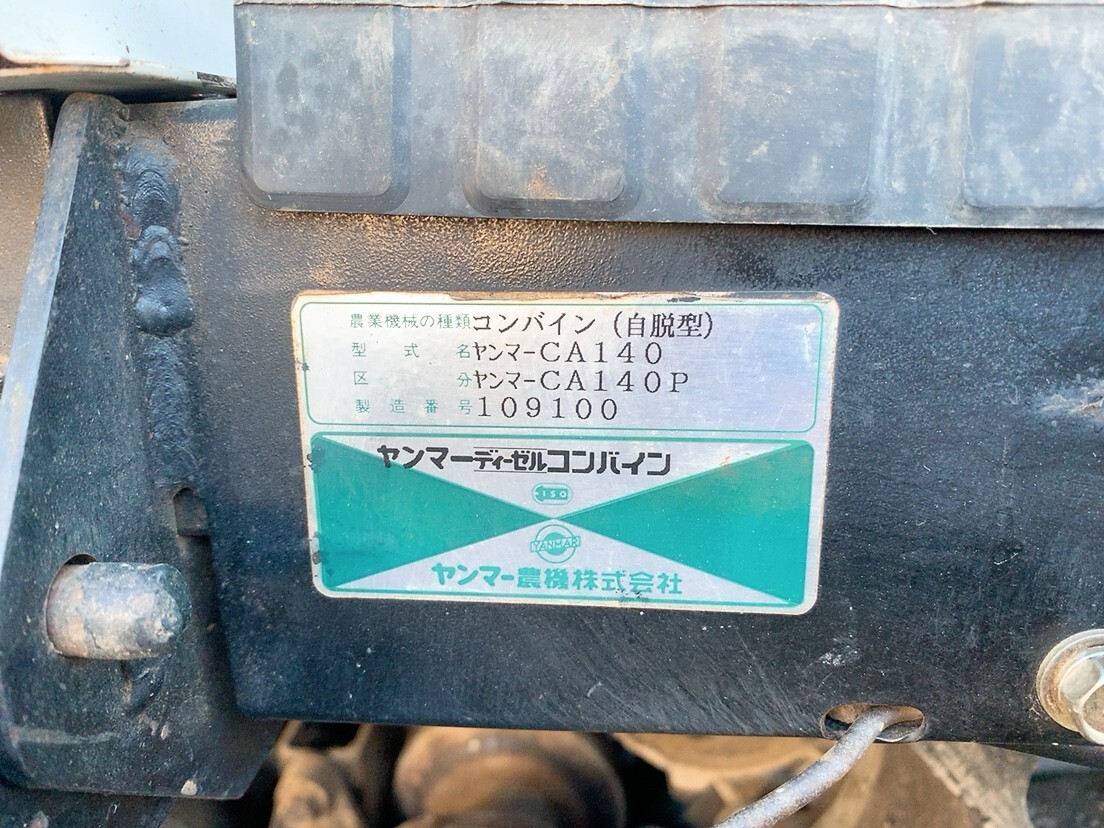 農業機械の種類コンバイン (自脱型)
型式名ヤンマーCA140
区分ヤンマーCA140P
製造番号109100
ヤンマーディーゼルコンバイン
ISO
YANMAR
ヤンマー農機株式会社